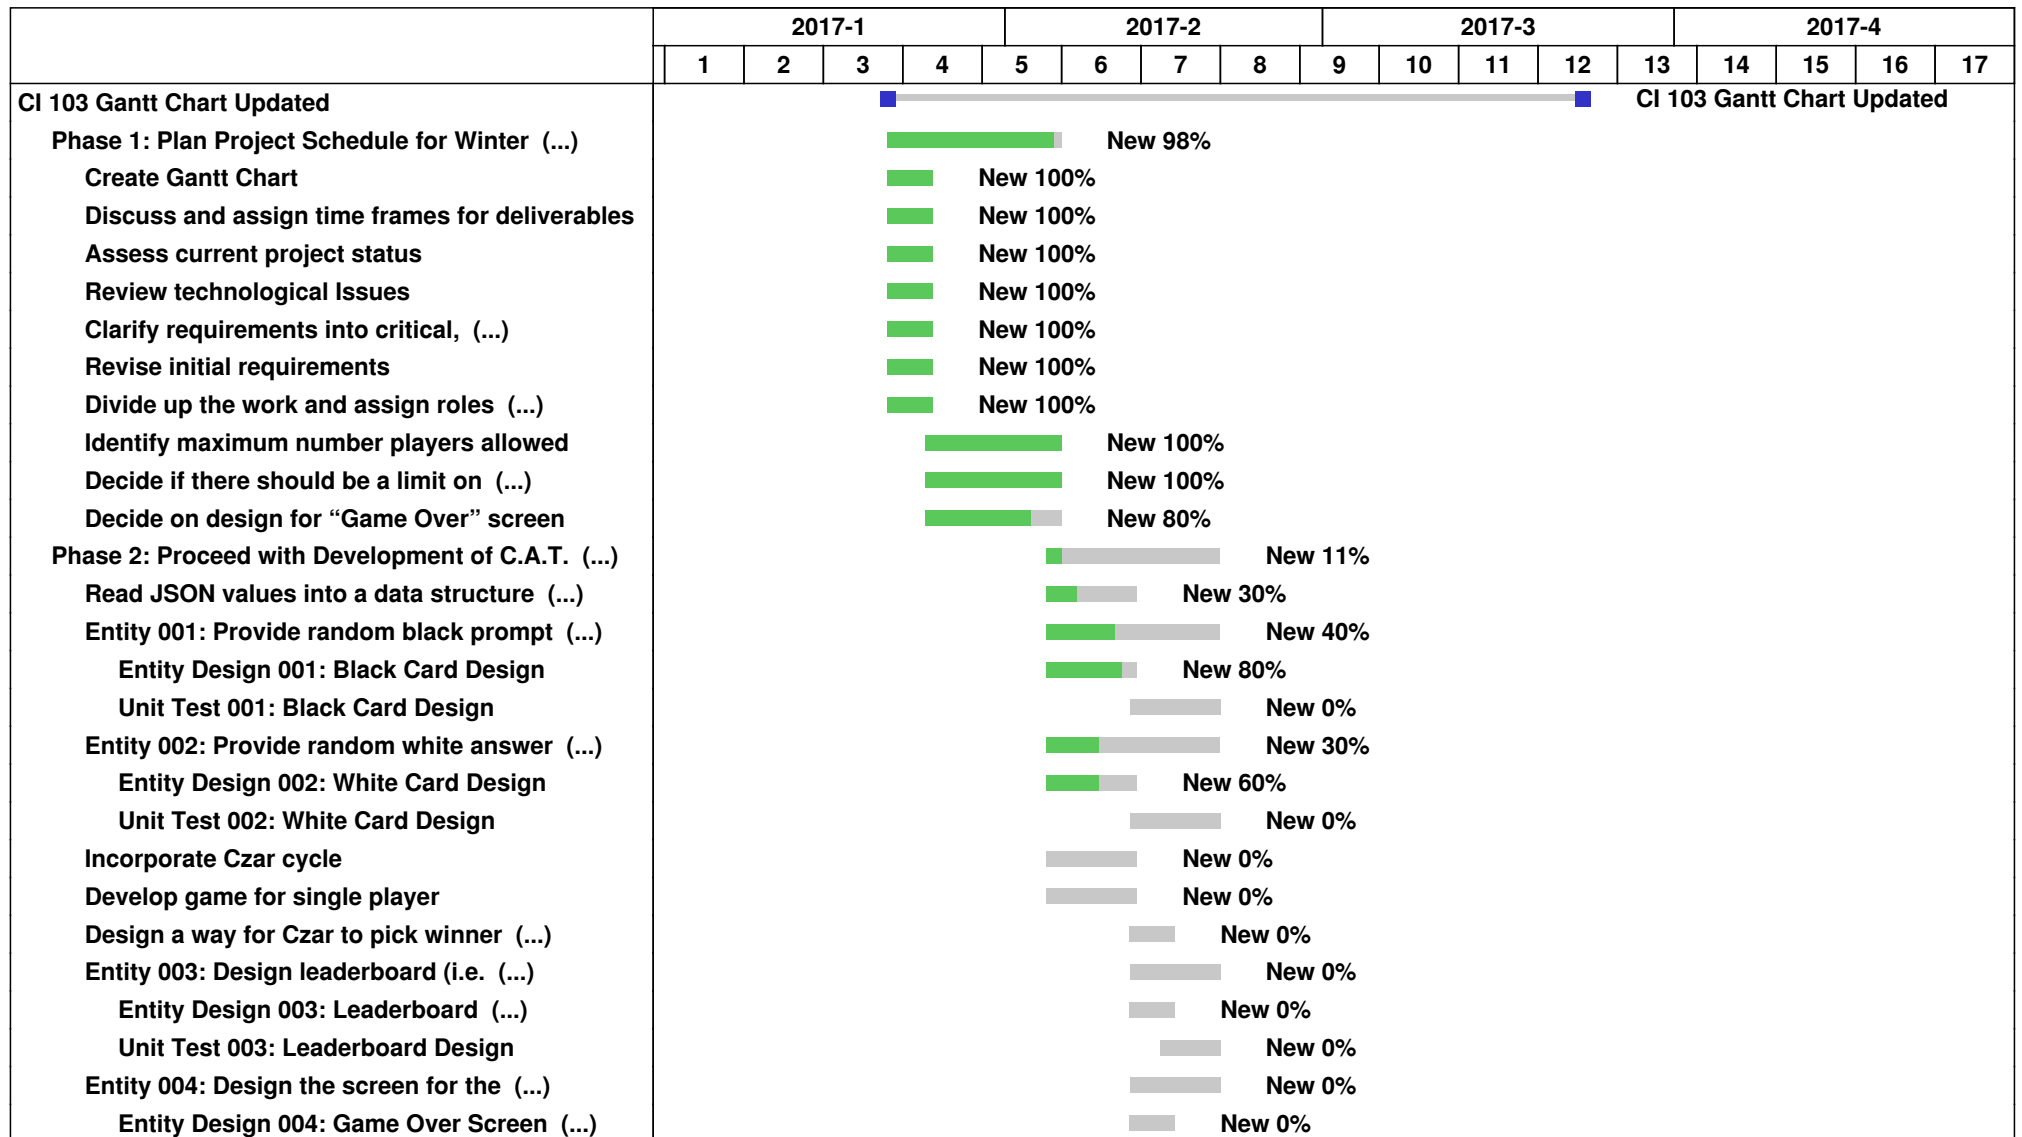 2017-1 2017-2 2017-3 2017-4
1 2 3 4 5 6 7 8 9 10 11 12 13 14 15 16 17
CI 103 Gantt Chart Updated CI 103 Gantt Chart Updated
Phase 1: Plan Project Schedule for Winter (...) New 98%
Create Gantt Chart New 100%
Discuss and assign time frames for deliverables New 100%
Assess current project status New 100%
Review technological Issues New 100%
Clarify requirements into critical, (...) New 100%
Revise initial requirements New 100%
Divide up the work and assign roles (...) New 100%
Identify maximum number players allowed New 100%
Decide if there should be a limit on (...) New 100%
Decide on design for “Game Over” screen New 80%
Phase 2: Proceed with Development of C.A.T. (...) New 11%
Read JSON values into a data structure (...) New 30%
Entity 001: Provide random black prompt (...) New 40%
Entity Design 001: Black Card Design New 80%
Unit Test 001: Black Card Design New 0%
Entity 002: Provide random white answer (...) New 30%
Entity Design 002: White Card Design New 60%
Unit Test 002: White Card Design New 0%
Incorporate Czar cycle New 0%
Develop game for single player New 0%
Design a way for Czar to pick winner (...) New 0%
Entity 003: Design leaderboard (i.e. (...) New 0%
Entity Design 003: Leaderboard (...) New 0%
Unit Test 003: Leaderboard Design New 0%
Entity 004: Design the screen for the (...) New 0%
Entity Design 004: Game Over Screen (...) New 0%